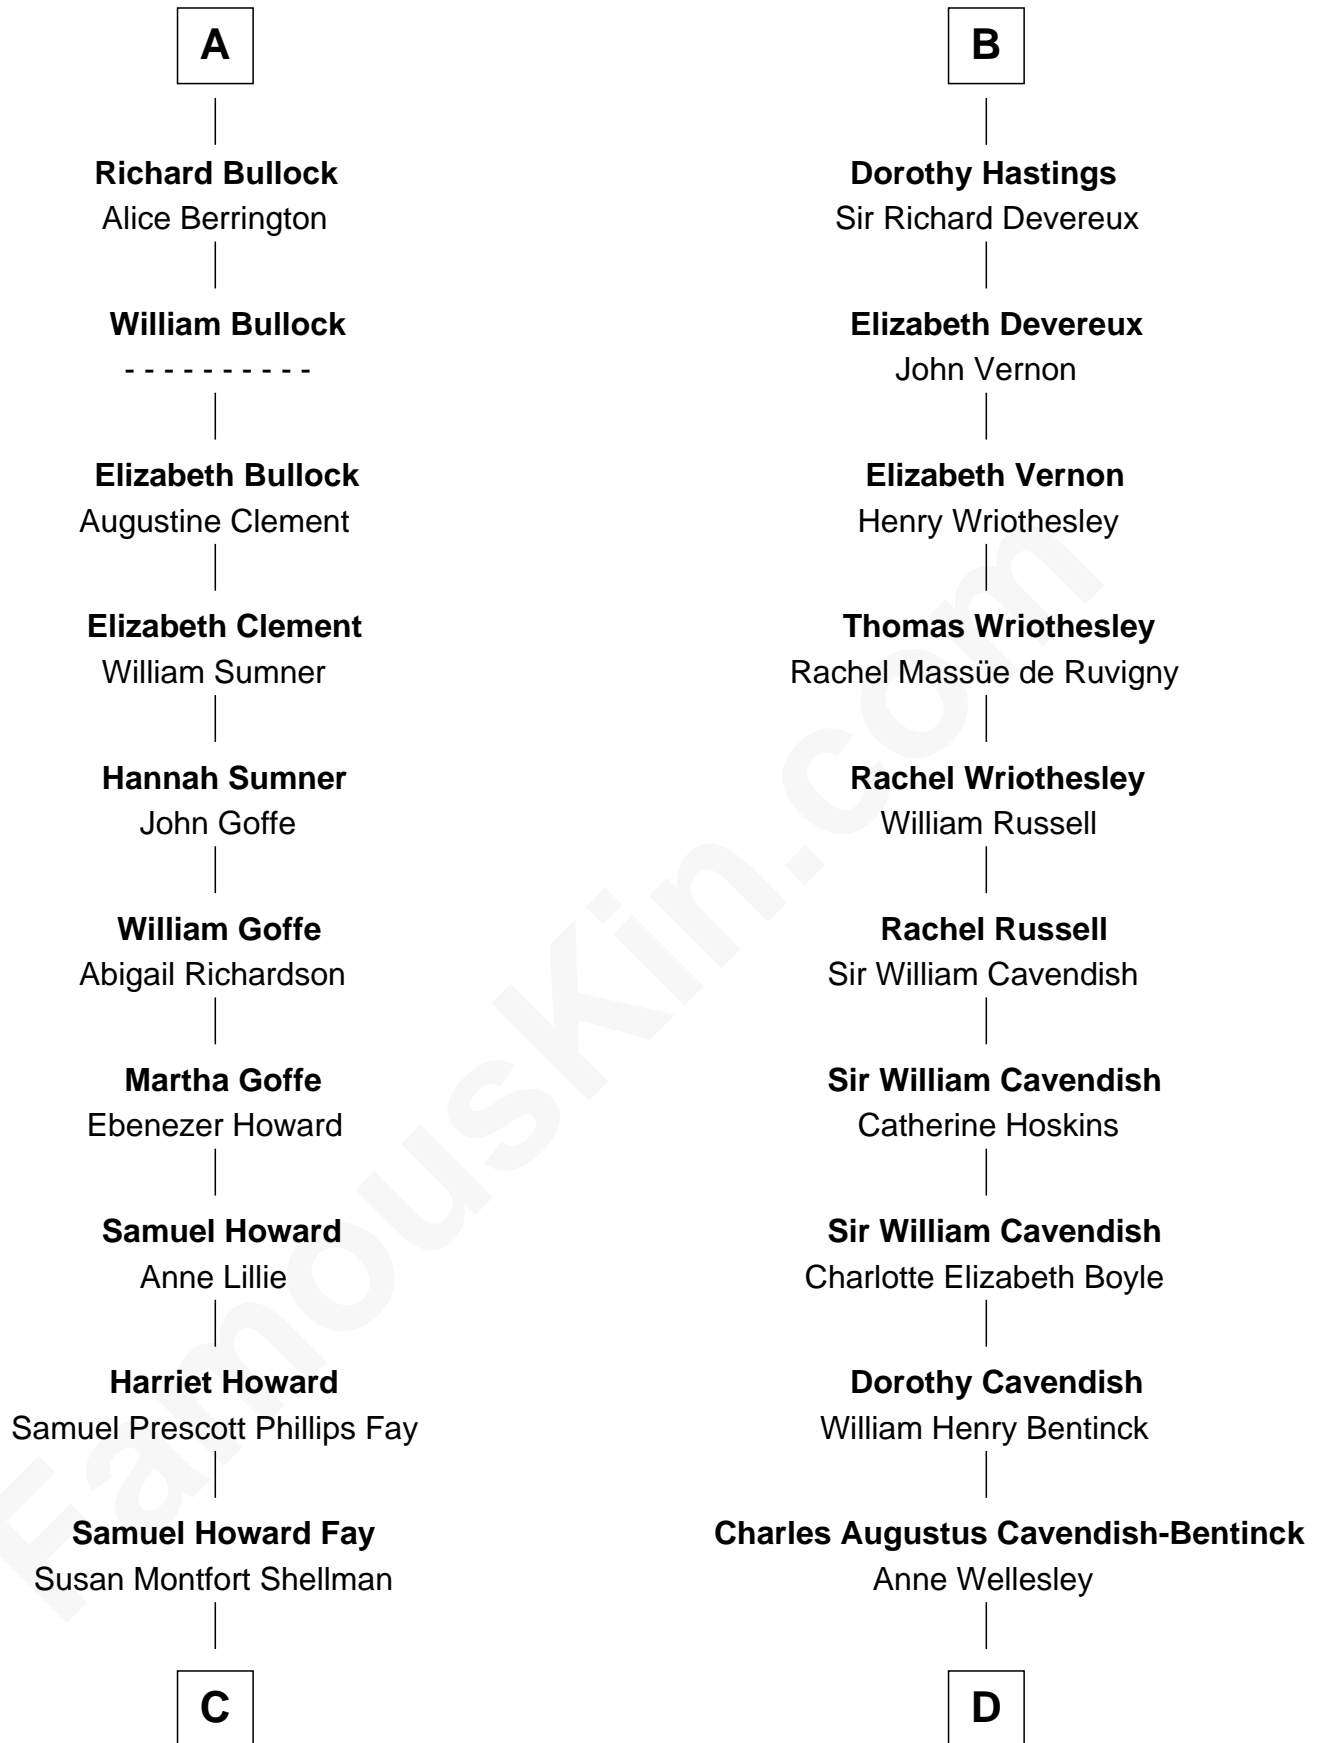 A
Richard Bullock
Alice Berrington
William Bullock
- - - - - - - - - -
Elizabeth Bullock
Augustine Clement
Elizabeth Clement
William Sumner
Hannah Sumner
John Goffe
William Goffe
Abigail Richardson
Martha Goffe
Ebenezer Howard
Samuel Howard
Anne Lillie
Harriet Howard
Samuel Prescott Phillips Fay
Samuel Howard Fay
Susan Montfort Shellman
C
B
Dorothy Hastings
Sir Richard Devereux
Elizabeth Devereux
John Vernon
Elizabeth Vernon
Henry Wriothesley
Thomas Wriothesley
Rachel Massüe de Ruvigny
Rachel Wriothesley
William Russell
Rachel Russell
Sir William Cavendish
Sir William Cavendish
Catherine Hoskins
Sir William Cavendish
Charlotte Elizabeth Boyle
Dorothy Cavendish
William Henry Bentinck
Charles Augustus Cavendish-Bentinck
Anne Wellesley
D
FamousKin.com